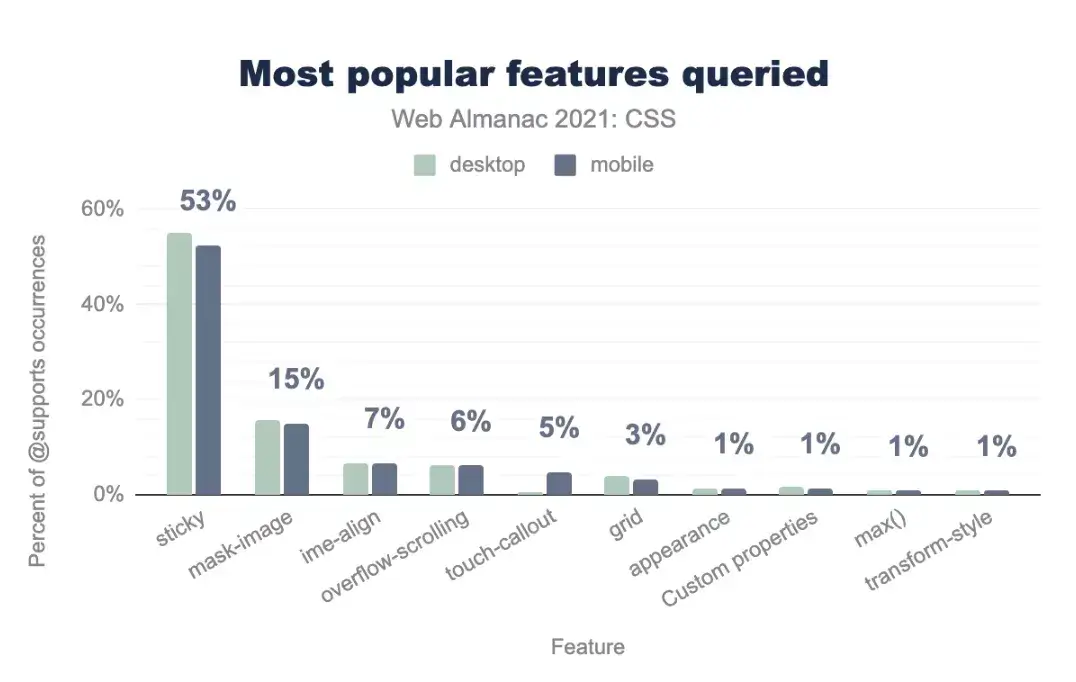 Most popular features queried
Web Almanac 2021: CSS
desktop mobile
Percent of @supports occurrences
60%
40%
20%
0%
53%
15%
7%
6%
5%
3%
1%
1%
1%
1%
sticky
mask-image
ime-align
overflow-scrolling
touch-callout
grid
appearance
Custom properties
max()
transform-style
Feature